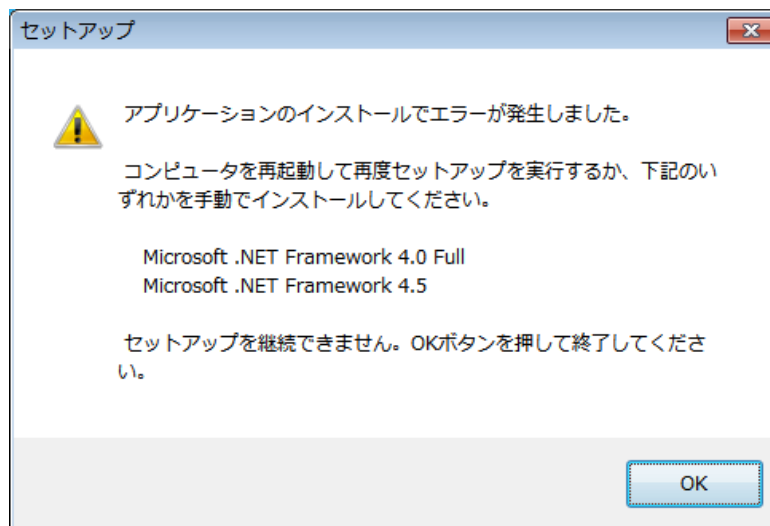 セットアップ
アプリケーションのインストールでエラーが発生しました。
コンピュータを再起動して再度セットアップを実行するか、下記のい
ずれかを手動でインストールしてください。
Microsoft .NET Framework 4.0 Full
Microsoft .NET Framework 4.5
セットアップを継続できません。OKボタンを押して終了してくださ
い。
OK